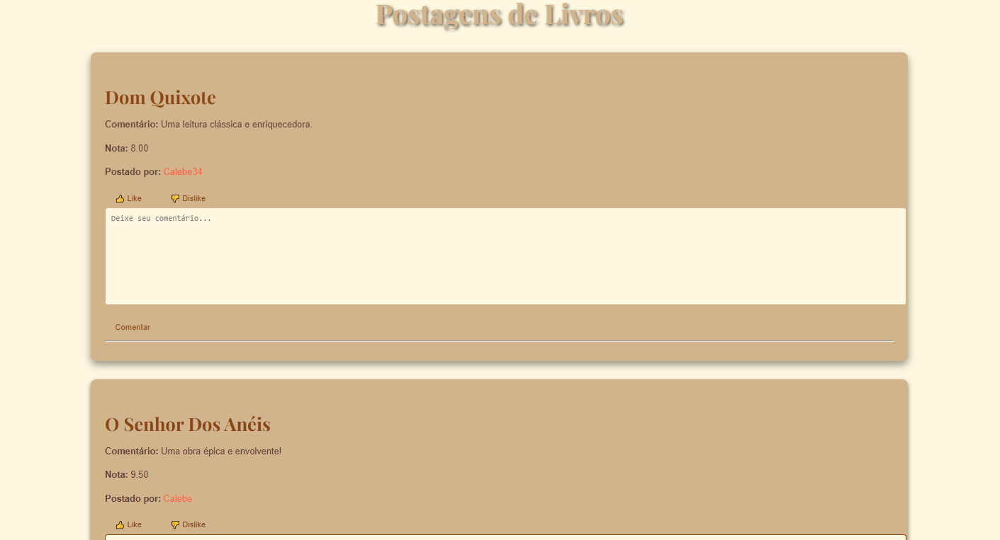 Postagens de Livros
Dom Quixote
Comentário: Uma leitura clássica e enriquecedora.
Nota: 8.00
Postado por: Calebe34
👍 Like 👎 Dislike
Deixe seu comentário...
Comentar
O Senhor Dos Anéis
Comentário: Uma obra épica e envolvente!
Nota: 9.50
Postado por: Calebe
👍 Like 👎 Dislike